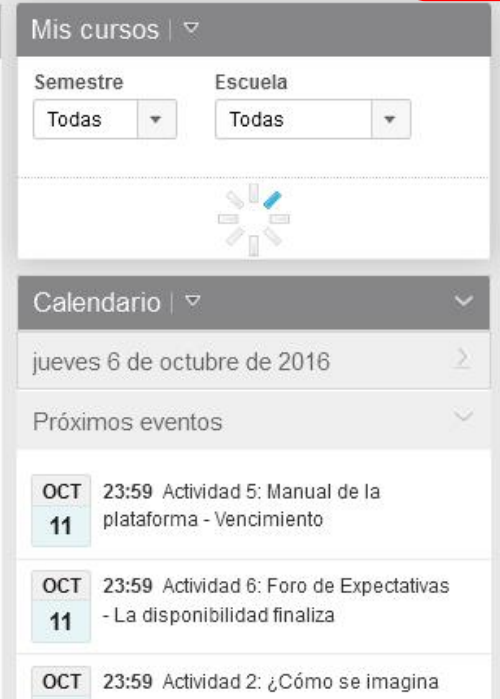 Mis cursos
Semestre Escuela
Todas Todas
Calendario
jueves 6 de octubre de 2016
Próximos eventos
OCT 23:59 Actividad 5: Manual de la
11 plataforma - Vencimiento
OCT 23:59 Actividad 6: Foro de Expectativas
11 - La disponibilidad finaliza
OCT 23:59 Actividad 2: ¿Cómo se imagina